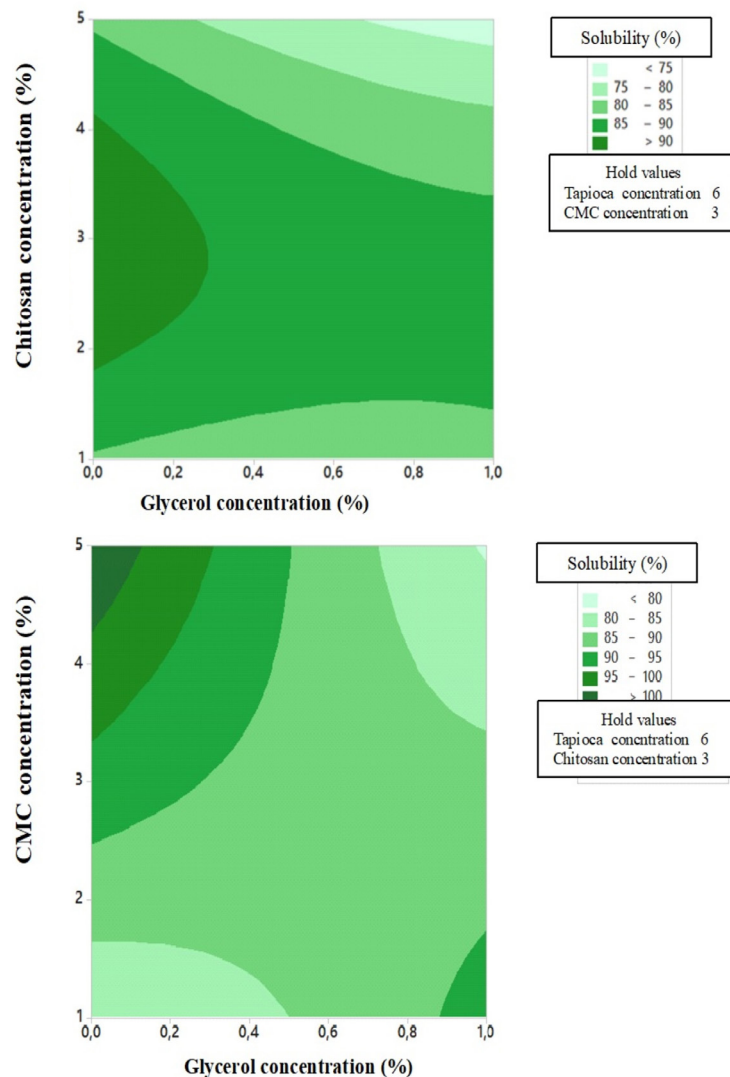 Solubility (%)
< 75
75 – 80
80 – 85
85 – 90
> 90
Hold values
Tapioca concntration 6
CMC concentration 3
Chitosan concentration (%)
5
4
3
2
1
0,0 0,2 0,4 0,6 0,8 1,0
Glycerol concentration (%)
Solubility (%)
< 80
80 – 85
85 – 90
90 – 95
95 – 100
> 100
Hold values
Tapioca concntration 6
Chitosan concentration 3
CMC concentration (%)
5
4
3
2
1
0,0 0,2 0,4 0,6 0,8 1,0
Glycerol concentration (%)